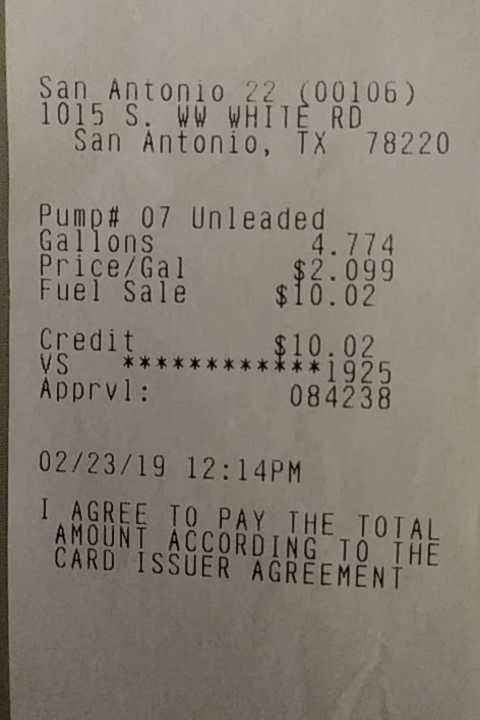 San Antonio 22 (00106)
1015 S. WW WHITE RD
San Antonio, TX 78220
Pump# 07 Unleaded
Gallons 4.774
Price/Gal $2.099
Fuel Sale $10.02
Credit $10.02
VS ************1925
Apprvl: 084238
02/23/19 12:14PM
I AGREE TO PAY THE TOTAL
AMOUNT ACCORDING TO THE
CARD ISSUER AGREEMENT